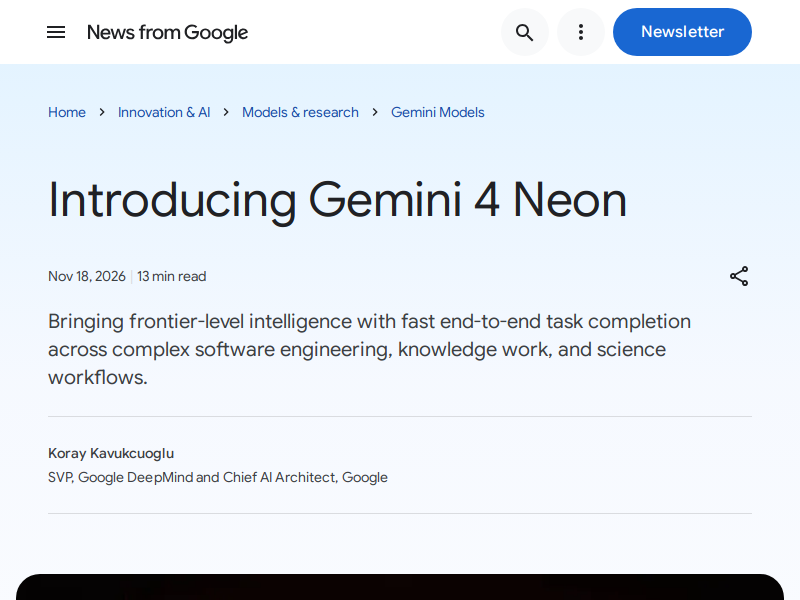 News from Google
Newsletter
Home > Innovation & AI > Models & research > Gemini Models
Introducing Gemini 4 Neon
Nov 18, 2026 | 13 min read
Bringing frontier-level intelligence with fast end-to-end task completion
across complex software engineering, knowledge work, and science
workflows.
Koray Kavukcuoglu
SVP, Google DeepMind and Chief AI Architect, Google